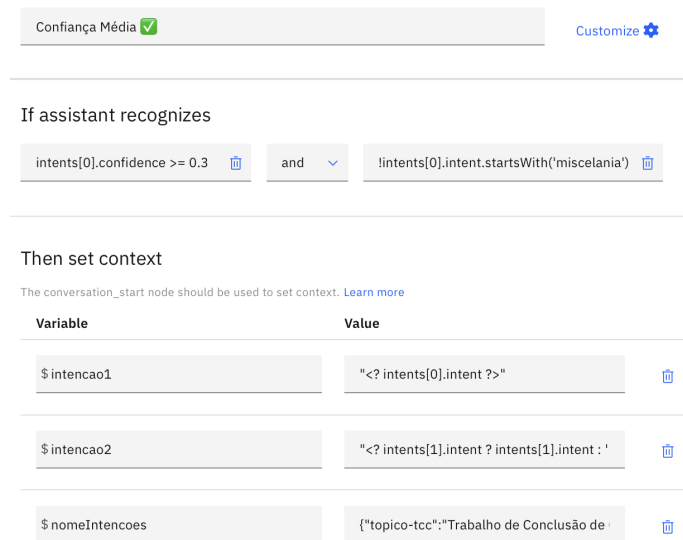 Confiança Média ✅
Customize
If assistant recognizes
intents[0].confidence >= 0.3 and !intents[0].intent.startsWith('miscelania')
Then set context
The conversation_start node should be used to set context. Learn more
Variable Value
$ intencao1 "<? intents[0].intent ?>"
$ intencao2 "<? intents[1].intent ? intents[1].intent : '
$ nomeIntencoes {"topico-tcc":"Trabalho de Conclusão de